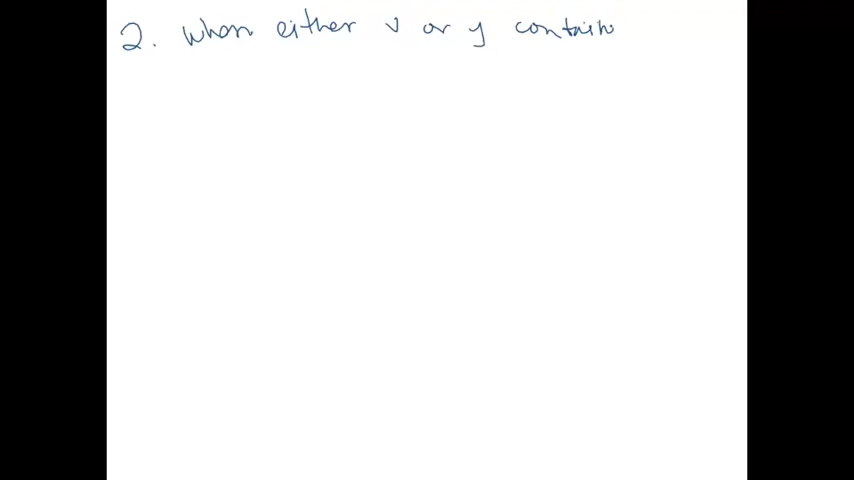 2. when either v or y contain